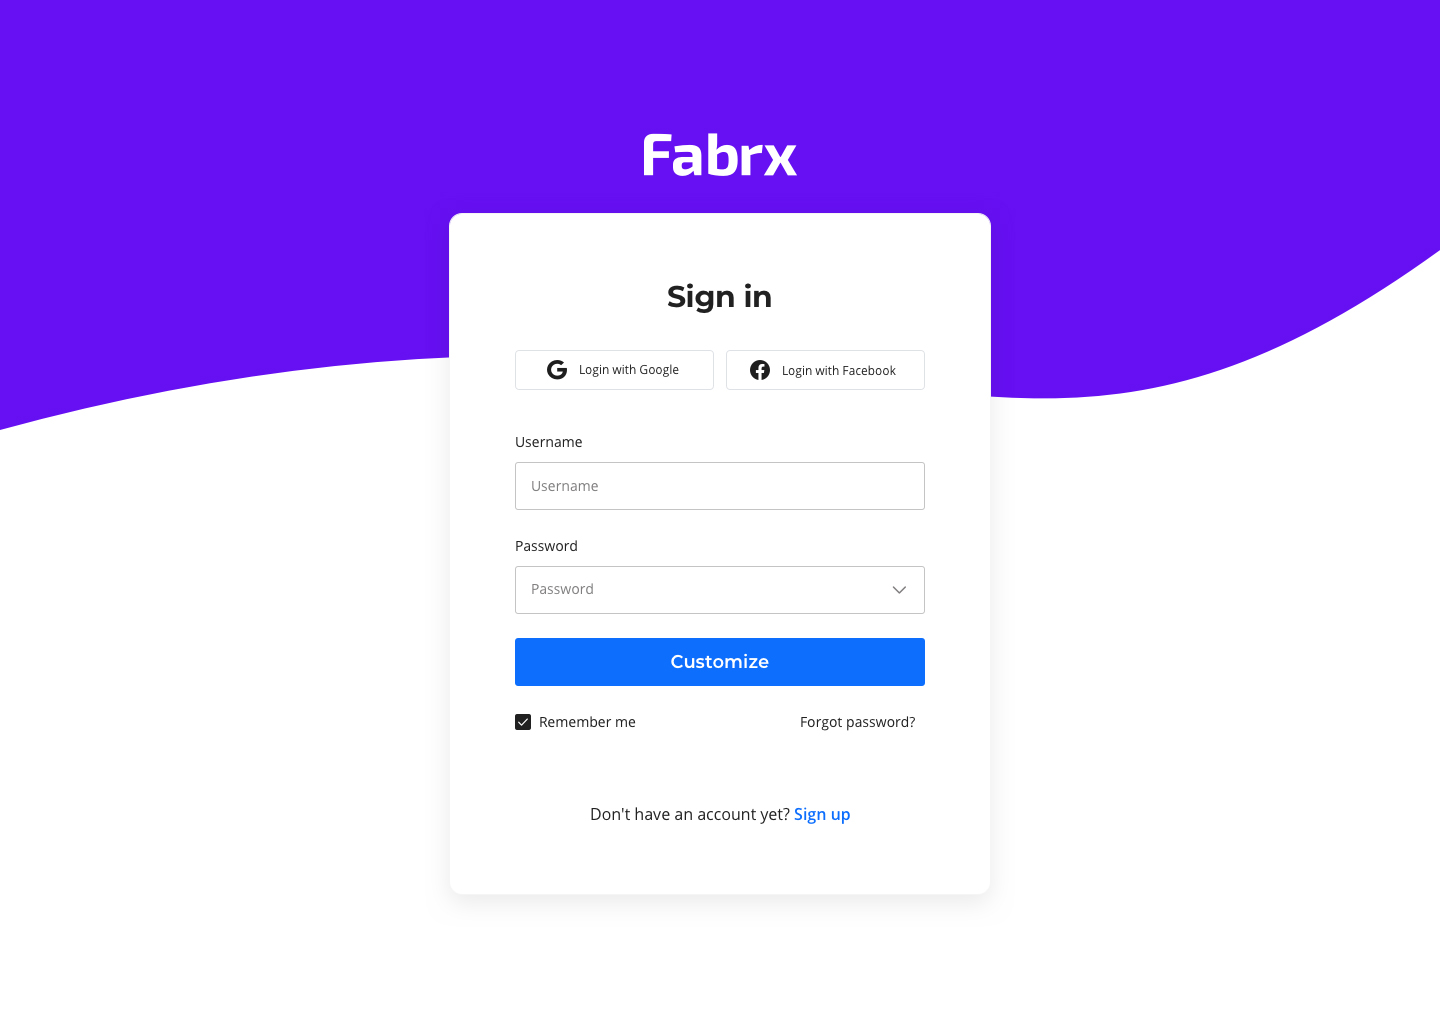 Fabrx
Sign in
Login with Google
Login with Facebook
Username
Username
Password
Password
Customize
Remember me
Forgot password?
Don't have an account yet? Sign up